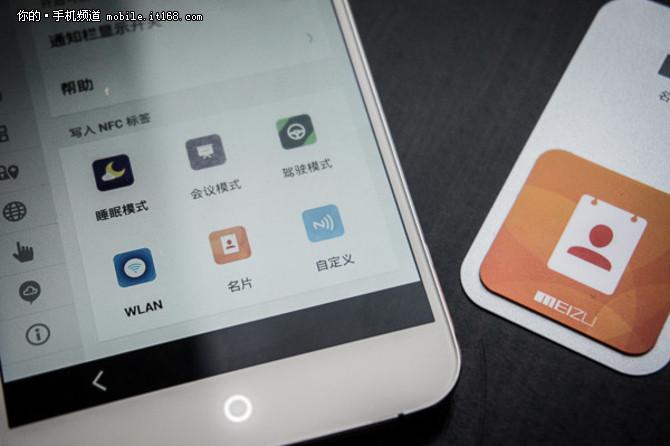 你的·手机频道 mobile.it168.com
通知栏显示开关
帮助
写入 NFC 标签
睡眠模式
会议模式
驾驶模式
WLAN
名片
自定义
名
MEIZU